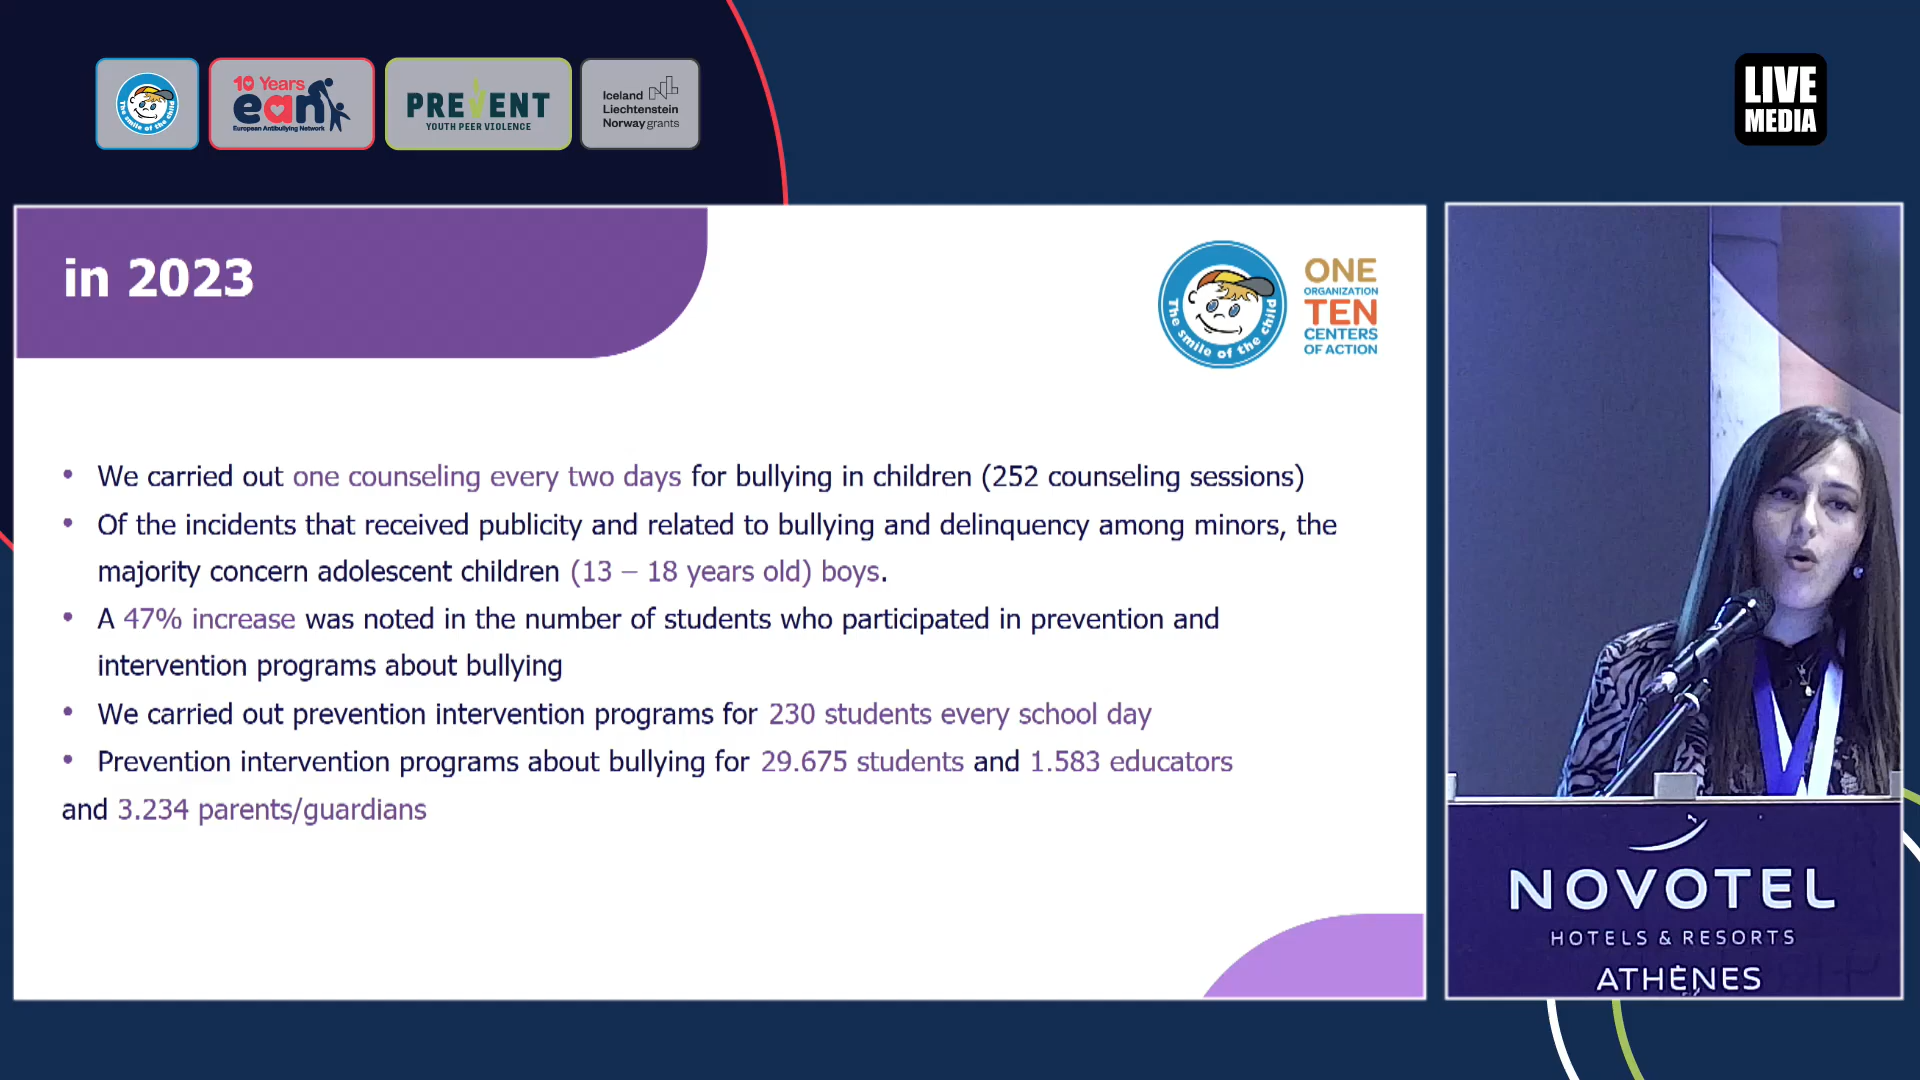 The smile of the child
10 Years
ean
European Antibullying Network
PREVENT
YOUTH PEER VIOLENCE
Iceland
Liechtenstein
Norway grants
LIVE
MEDIA
in 2023
The smile of the child
ONE
ORGANIZATION
TEN
CENTERS
OF ACTION
• We carried out one counseling every two days for bullying in children (252 counseling sessions)
• Of the incidents that received publicity and related to bullying and delinquency among minors, the
majority concern adolescent children (13 – 18 years old) boys.
• A 47% increase was noted in the number of students who participated in prevention and
intervention programs about bullying
• We carried out prevention intervention programs for 230 students every school day
• Prevention intervention programs about bullying for 29.675 students and 1.583 educators
and 3.234 parents/guardians
NOVOTEL
HOTELS & RESORTS
ATHÈNES